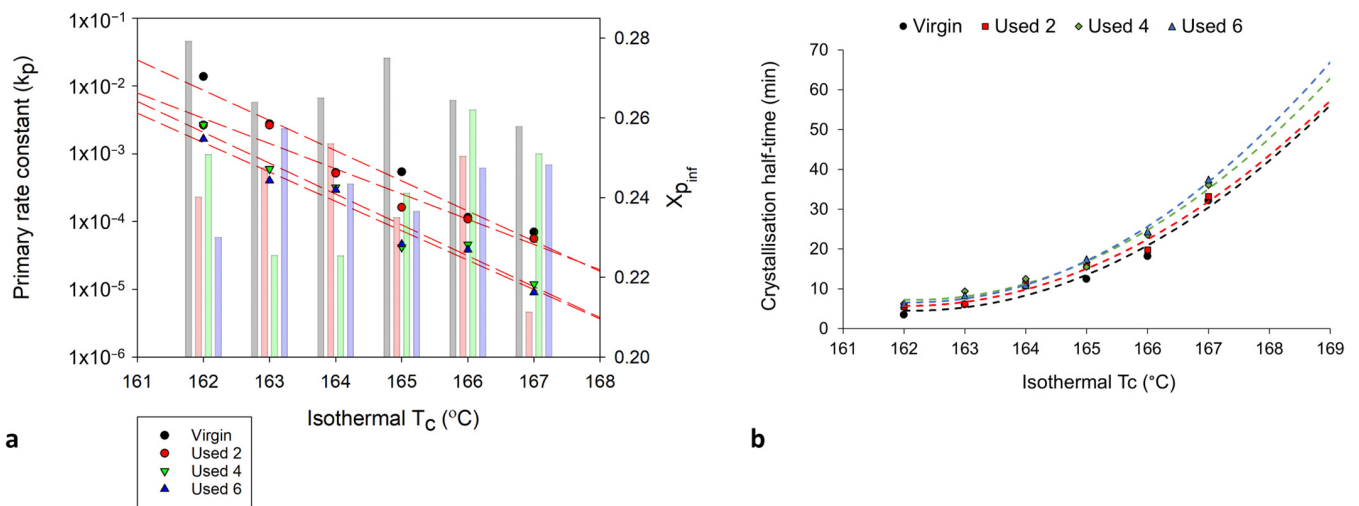 1x10⁻¹
1x10⁻²
1x10⁻³
1x10⁻⁴
1x10⁻⁵
1x10⁻⁶
Primary rate constant (kp)
0.28
0.26
0.24
0.22
0.20
Xp_inf
161 162 163 164 165 166 167 168
Isothermal T_C (°C)
Virgin
Used 2
Used 4
Used 6
a
Virgin Used 2 Used 4 Used 6
70
60
50
40
30
20
10
0
Crystallisation half-time (min)
161 162 163 164 165 166 167 168 169
Isothermal Tc (°C)
b